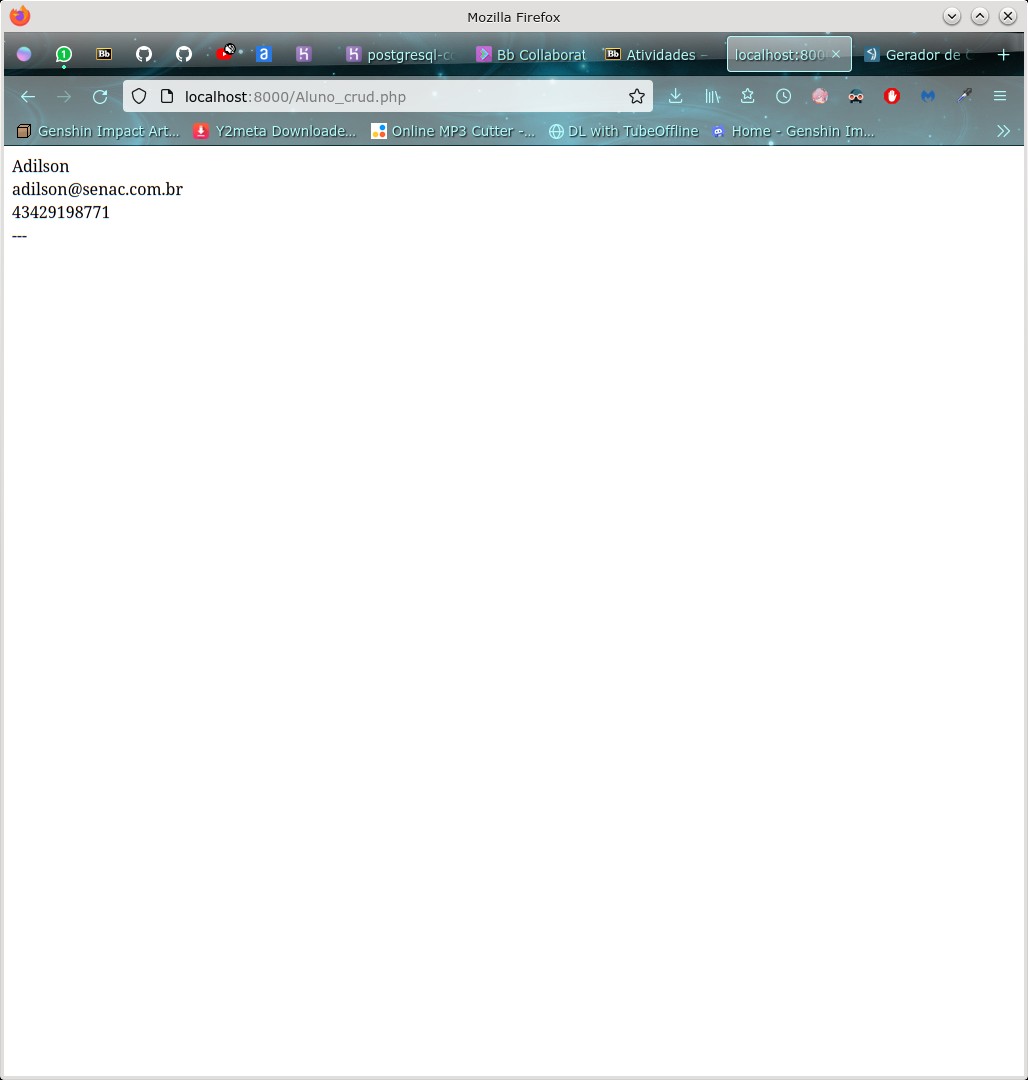 Mozilla Firefox
1 Bb a postgresql-co Bb Collaborat Bb Atividades – localhost:800 Gerador de
localhost:8000/Aluno_crud.php
Genshin Impact Art... Y2meta Downloade... Online MP3 Cutter -... DL with TubeOffline Home - Genshin Im...
Adilson
adilson@senac.com.br
43429198771
---